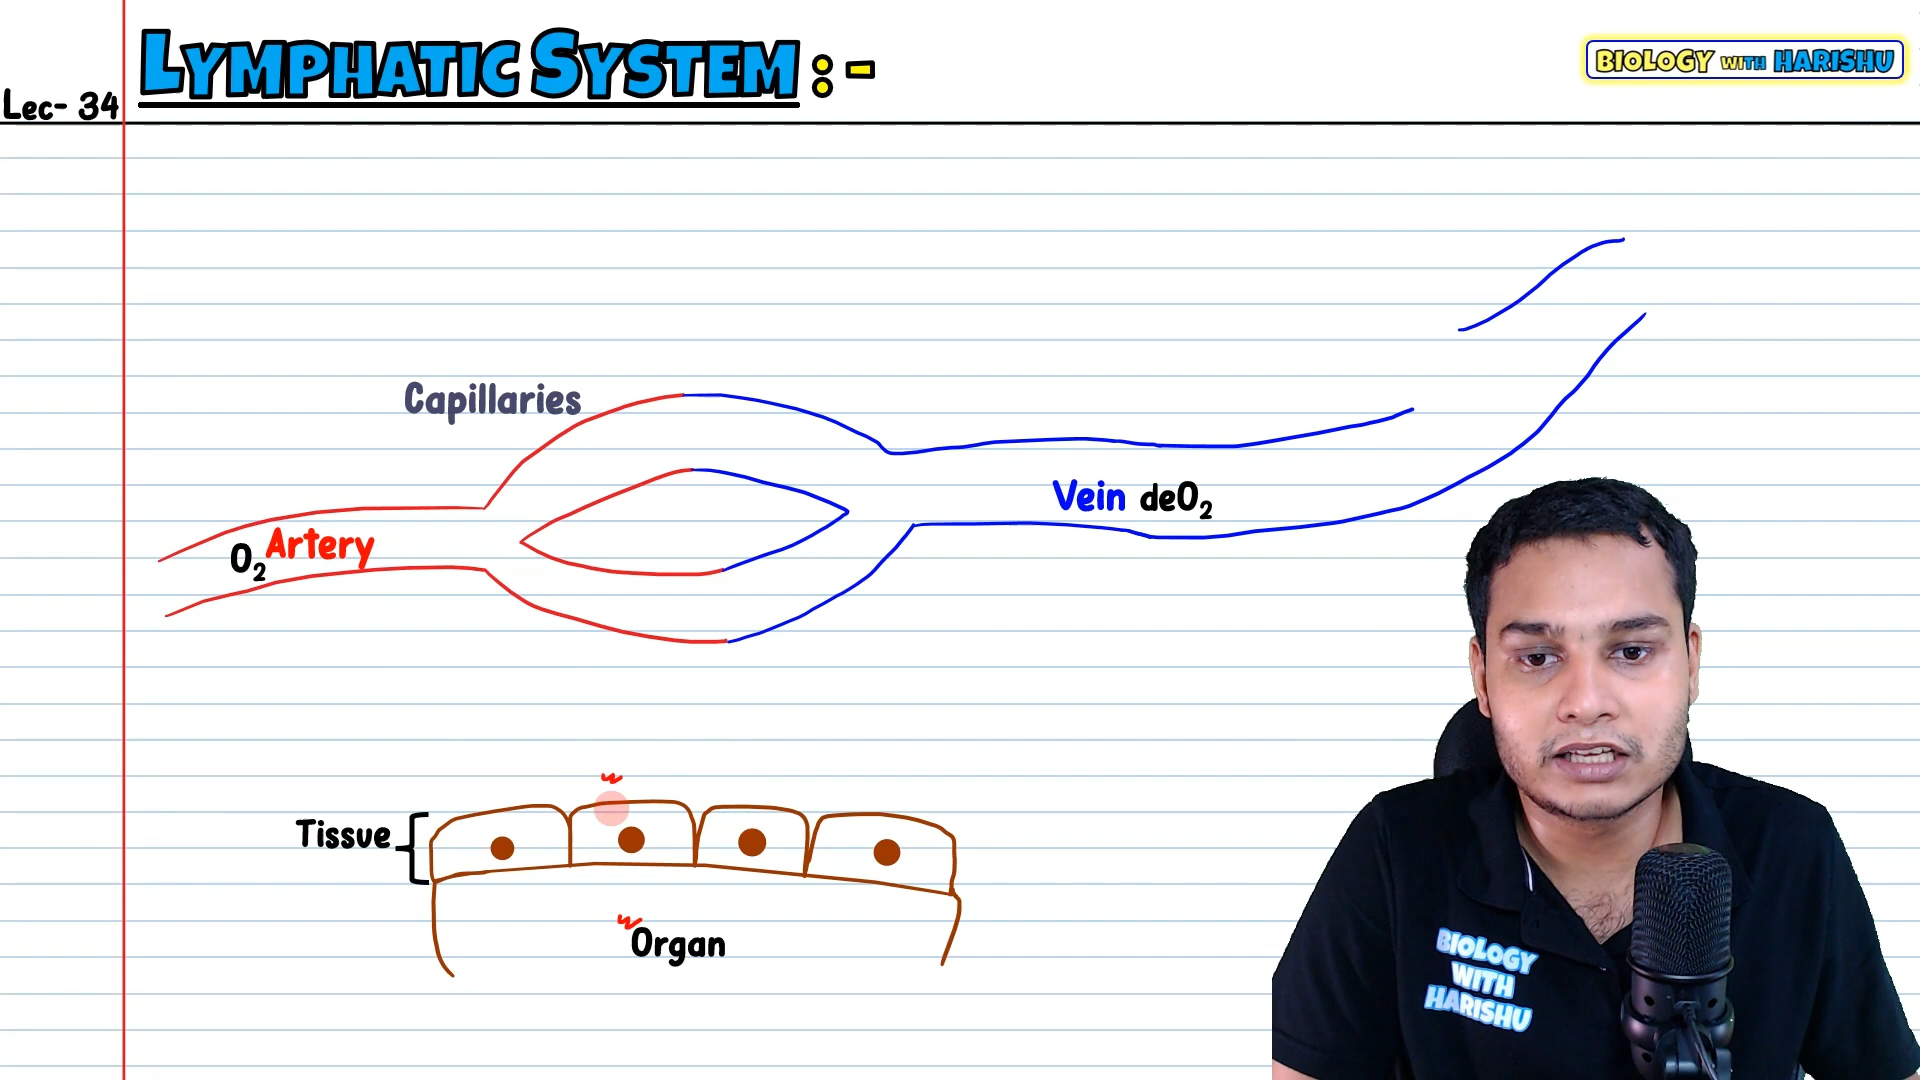 LYMPHATIC SYSTEM :-
BIOLOGY WITH HARISHU
Lec- 34
Capillaries
Vein deO₂
O₂ Artery
Tissue
Organ
BIOLOGY
WITH
HARISHU